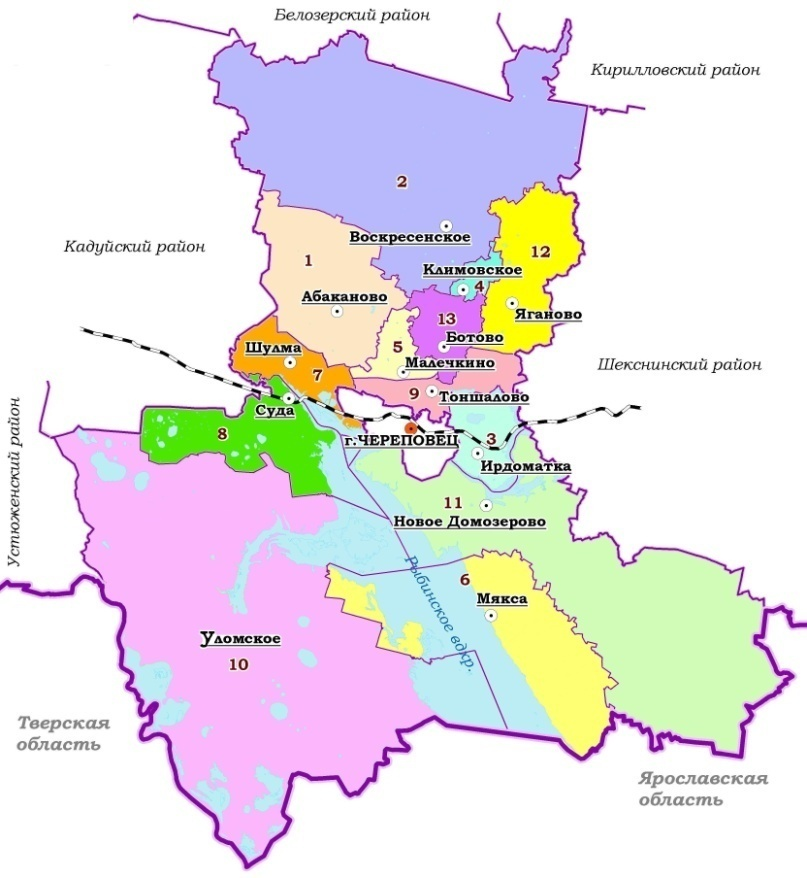 Белозерский район
Кирилловский район
2
Воскресенское
12
Кадуйский район
1
Климовское
4
Абаканово
Яганово
13
Ботово
Шулма
5
Малечкино
Шекснинский район
7
9
Тоншалово
Суда
8
г.ЧЕРЕПОВЕЦ
3
Ирдоматка
Устюженский район
11
Новое Домозерово
Рыбинское вдхр.
6
Мякса
Уломское
10
Тверская
область
Ярославская
область